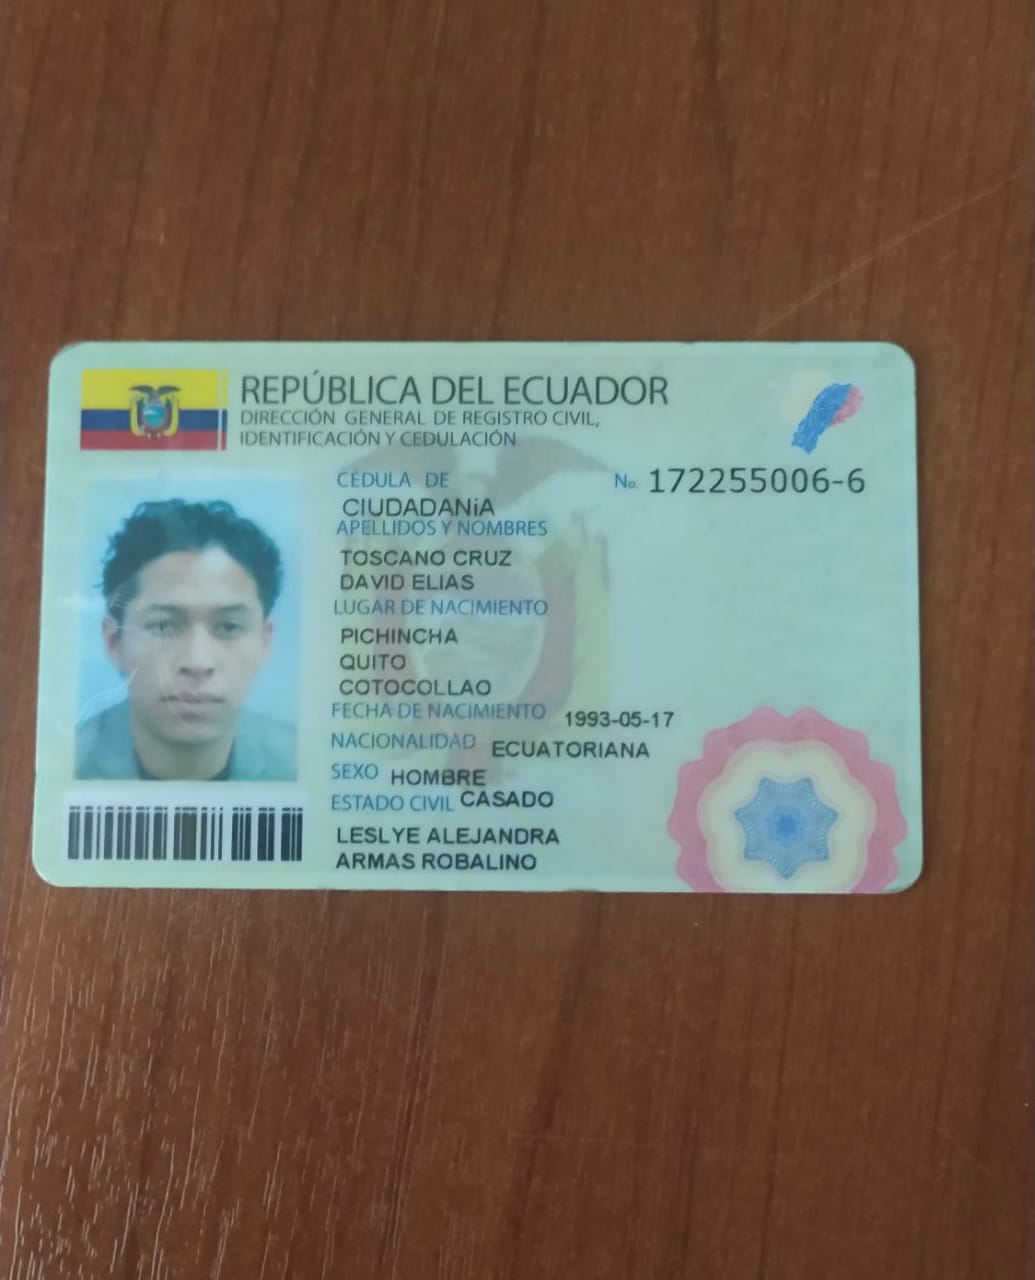 REPÚBLICA DEL ECUADOR
DIRECCIÓN GENERAL DE REGISTRO CIVIL,
IDENTIFICACIÓN Y CEDULACIÓN
CÉDULA DE No. 172255006-6
CIUDADANíA
APELLIDOS Y NOMBRES
TOSCANO CRUZ
DAVID ELIAS
LUGAR DE NACIMIENTO
PICHINCHA
QUITO
COTOCOLLAO
FECHA DE NACIMIENTO 1993-05-17
NACIONALIDAD ECUATORIANA
SEXO HOMBRE
ESTADO CIVIL CASADO
LESLYE ALEJANDRA
ARMAS ROBALINO